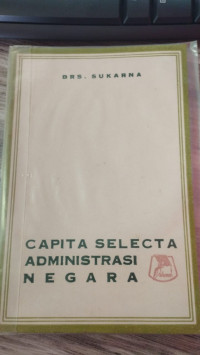 DRS. SUKARNA
CAPITA SELECTA
ADMINISTRASI
NEGARA